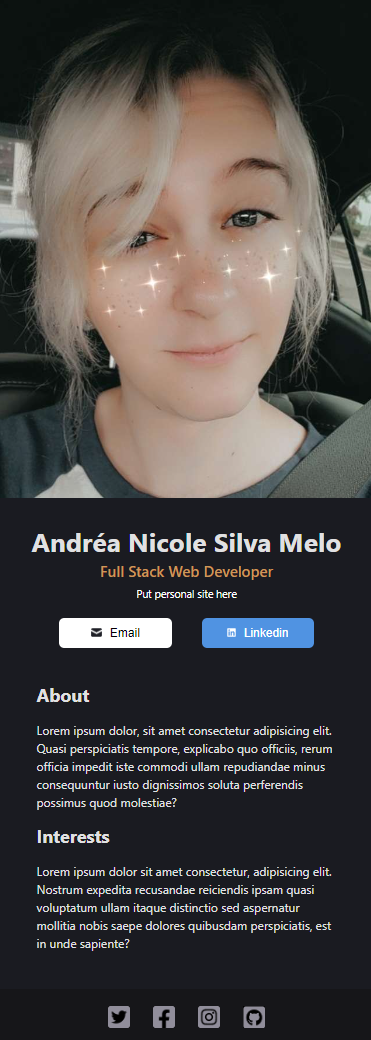 Andréa Nicole Silva Melo
Full Stack Web Developer
Put personal site here
Email
Linkedin
About
Lorem ipsum dolor, sit amet consectetur adipisicing elit.
Quasi perspiciatis tempore, explicabo quo officiis, rerum
officia impedit iste commodi ullam repudiandae minus
consequuntur iusto dignissimos soluta perferendis
possimus quod molestiae?
Interests
Lorem ipsum dolor sit amet consectetur, adipisicing elit.
Nostrum expedita recusandae reiciendis ipsam quasi
voluptatum ullam itaque distinctio sed aspernatur
mollitia nobis saepe dolores quibusdam perspiciatis, est
in unde sapiente?